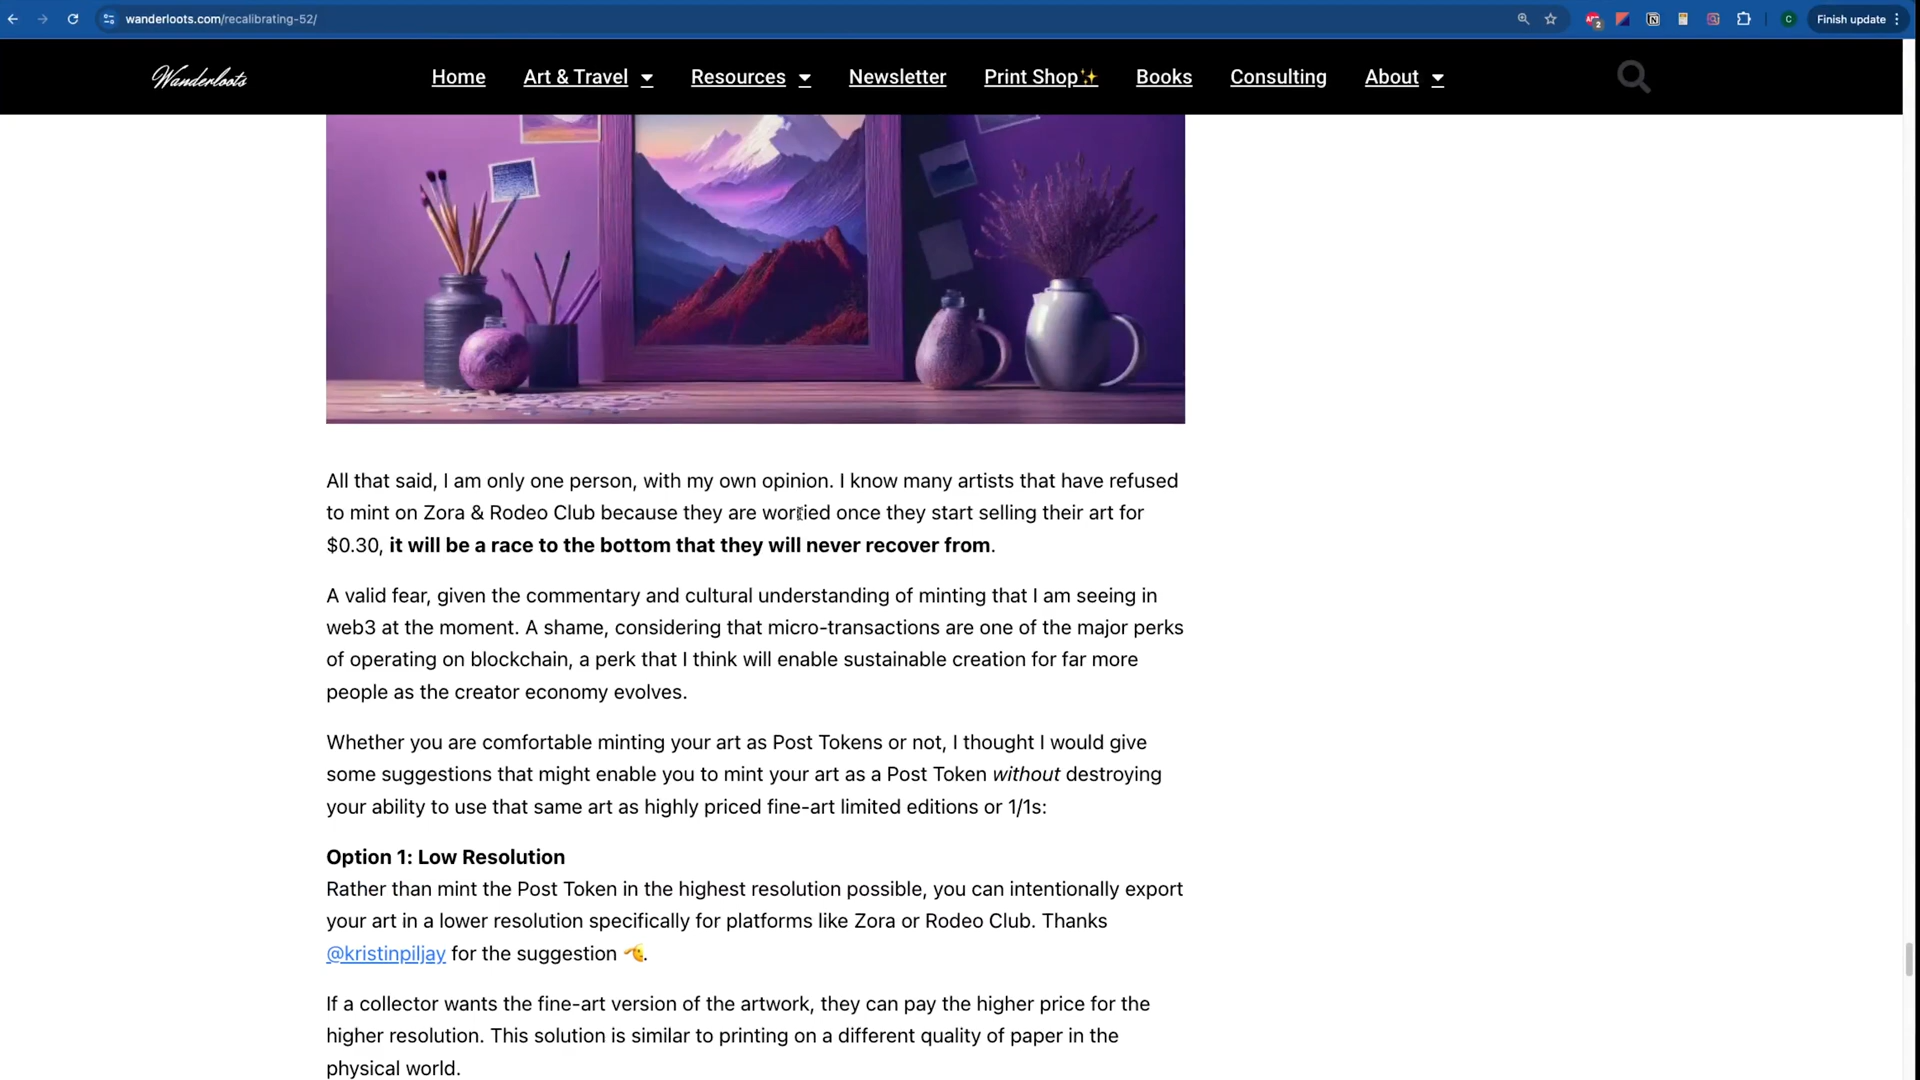 wanderloots.com/recalibrating-52/
2
C
Finish update
Wanderloots
Home
Art & Travel
Resources
Newsletter
Print Shop✨
Books
Consulting
About
All that said, I am only one person, with my own opinion. I know many artists that have refused
to mint on Zora & Rodeo Club because they are worried once they start selling their art for
$0.30, it will be a race to the bottom that they will never recover from.
A valid fear, given the commentary and cultural understanding of minting that I am seeing in
web3 at the moment. A shame, considering that micro-transactions are one of the major perks
of operating on blockchain, a perk that I think will enable sustainable creation for far more
people as the creator economy evolves.
Whether you are comfortable minting your art as Post Tokens or not, I thought I would give
some suggestions that might enable you to mint your art as a Post Token without destroying
your ability to use that same art as highly priced fine-art limited editions or 1/1s:
Option 1: Low Resolution
Rather than mint the Post Token in the highest resolution possible, you can intentionally export
your art in a lower resolution specifically for platforms like Zora or Rodeo Club. Thanks
@kristinpiljay for the suggestion 🫡.
If a collector wants the fine-art version of the artwork, they can pay the higher price for the
higher resolution. This solution is similar to printing on a different quality of paper in the
physical world.